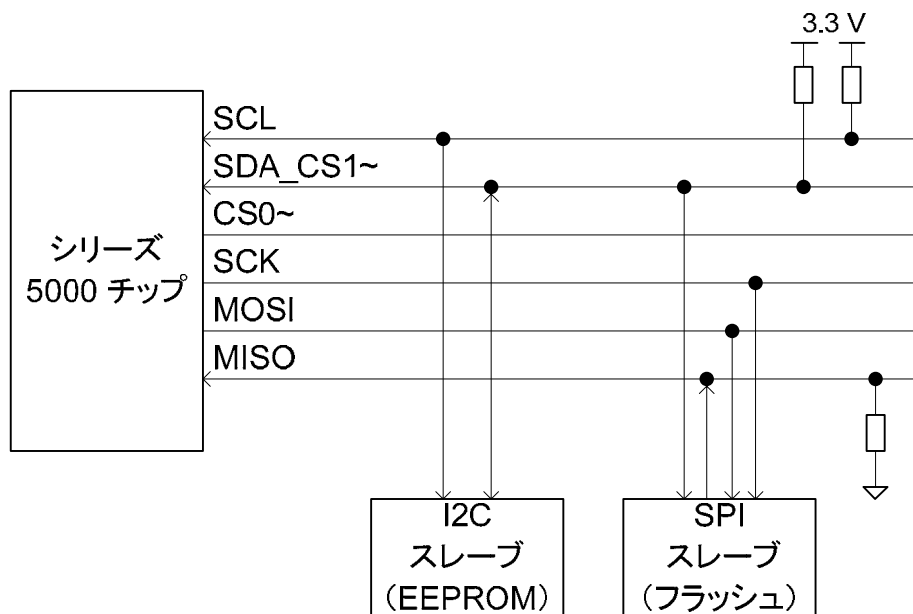 3.3 V
SCL
SDA_CS1~
CS0~
SCK
MOSI
MISO
シリーズ
5000 チップ
I2C
スレーブ
(EEPROM)
SPI
スレーブ
(フラッシュ)